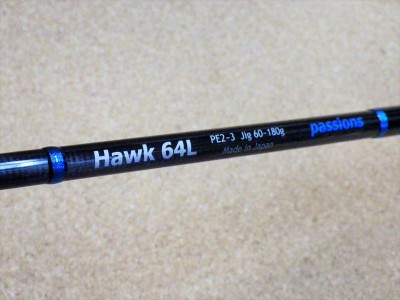 Hawk 64L PE2-3 Jig 60-180g passions
Made in Japan